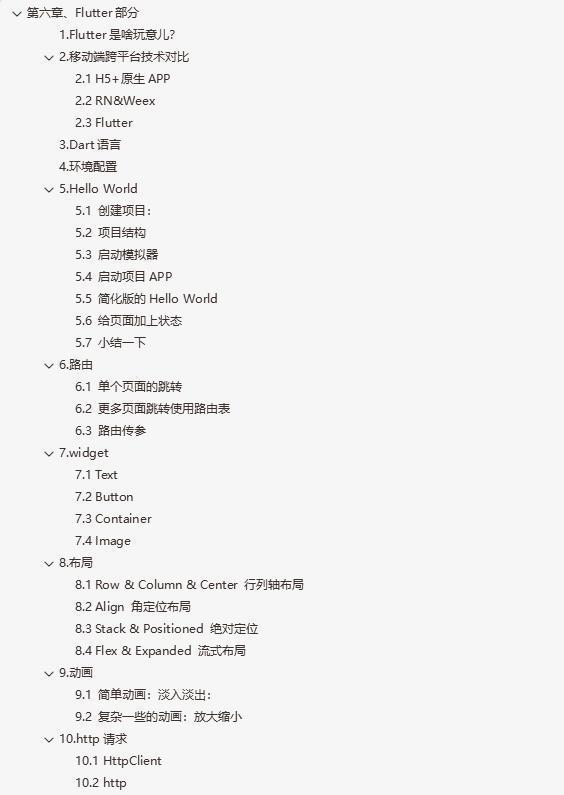 第六章、Flutter 部分
1.Flutter 是啥玩意儿?
2.移动端跨平台技术对比
2.1 H5+原生 APP
2.2 RN&Weex
2.3 Flutter
3.Dart 语言
4.环境配置
5.Hello World
5.1 创建项目:
5.2 项目结构
5.3 启动模拟器
5.4 启动项目 APP
5.5 简化版的 Hello World
5.6 给页面加上状态
5.7 小结一下
6.路由
6.1 单个页面的跳转
6.2 更多页面跳转使用路由表
6.3 路由传参
7.widget
7.1 Text
7.2 Button
7.3 Container
7.4 Image
8.布局
8.1 Row & Column & Center 行列轴布局
8.2 Align 角定位布局
8.3 Stack & Positioned 绝对定位
8.4 Flex & Expanded 流式布局
9.动画
9.1 简单动画：淡入淡出：
9.2 复杂一些的动画：放大缩小
10.http 请求
10.1 HttpClient
10.2 http